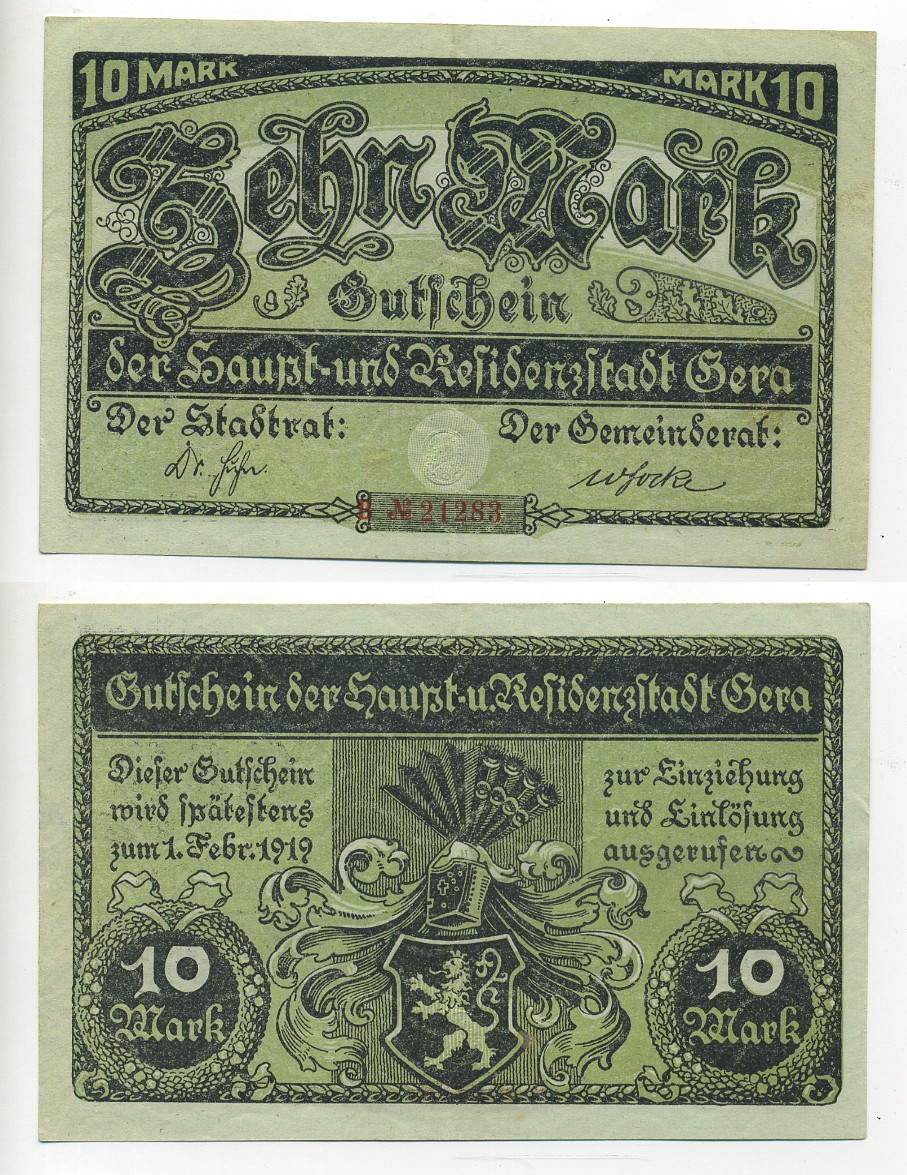 10 MARK MARK 10
Zehn Mark
Gutschein
der Haupt- und Residenzstadt Gera
Der Stadtrat: Der Gemeinderat:
Dr.
B № 21283
Gutschein der Haupt- u. Residenzstadt Gera
Dieser Gutschein
wird spätestens
zum 1. Febr. 1919
zur Einziehung
und Einlösung
ausgerufen
10
Mark
10
Mark